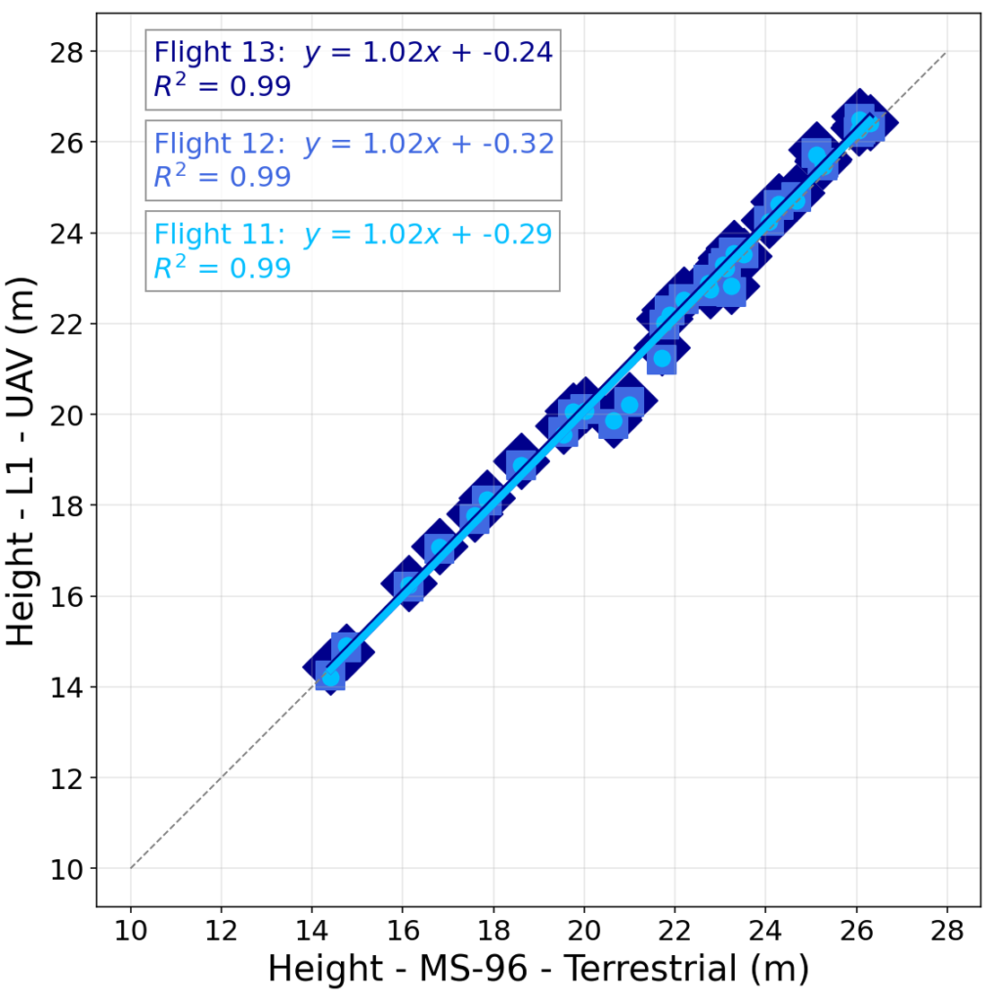 Flight 13: y = 1.02x + -0.24
R² = 0.99
Flight 12: y = 1.02x + -0.32
R² = 0.99
Flight 11: y = 1.02x + -0.29
R² = 0.99
28
26
24
22
20
18
16
14
12
10
Height - L1 - UAV (m)
10 12 14 16 18 20 22 24 26 28
Height - MS-96 - Terrestrial (m)